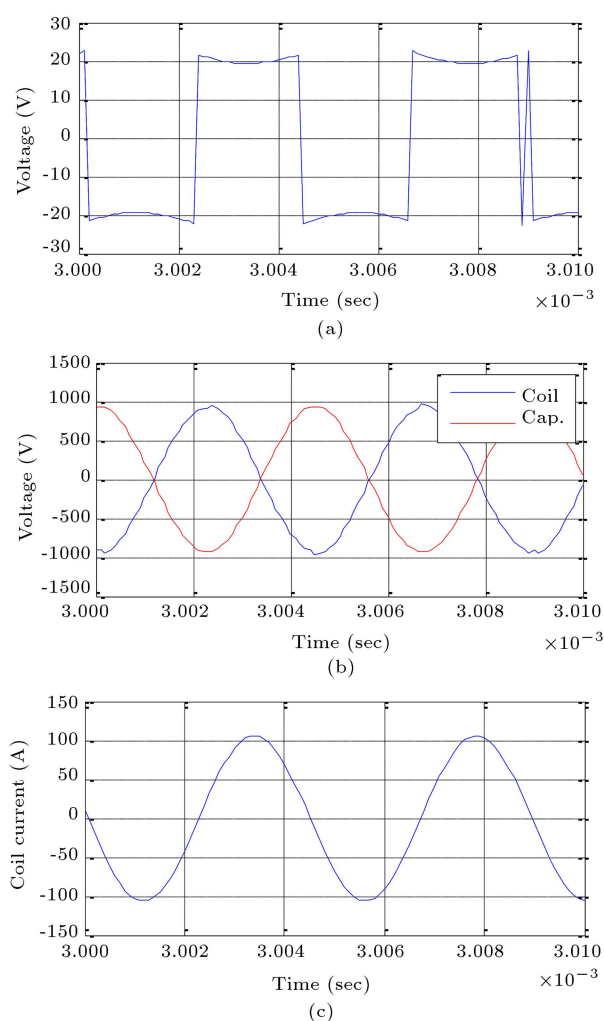 30
20
10
0
-10
-20
-30
Voltage (V)
3.000 3.002 3.004 3.006 3.008 3.010
Time (sec)
×10⁻³
(a)
1500
1000
500
0
-500
-1000
-1500
Voltage (V)
Coil
Cap.
3.000 3.002 3.004 3.006 3.008 3.010
Time (sec)
×10⁻³
(b)
150
100
50
0
-50
-100
-150
Coil current (A)
3.000 3.002 3.004 3.006 3.008 3.010
Time (sec)
×10⁻³
(c)